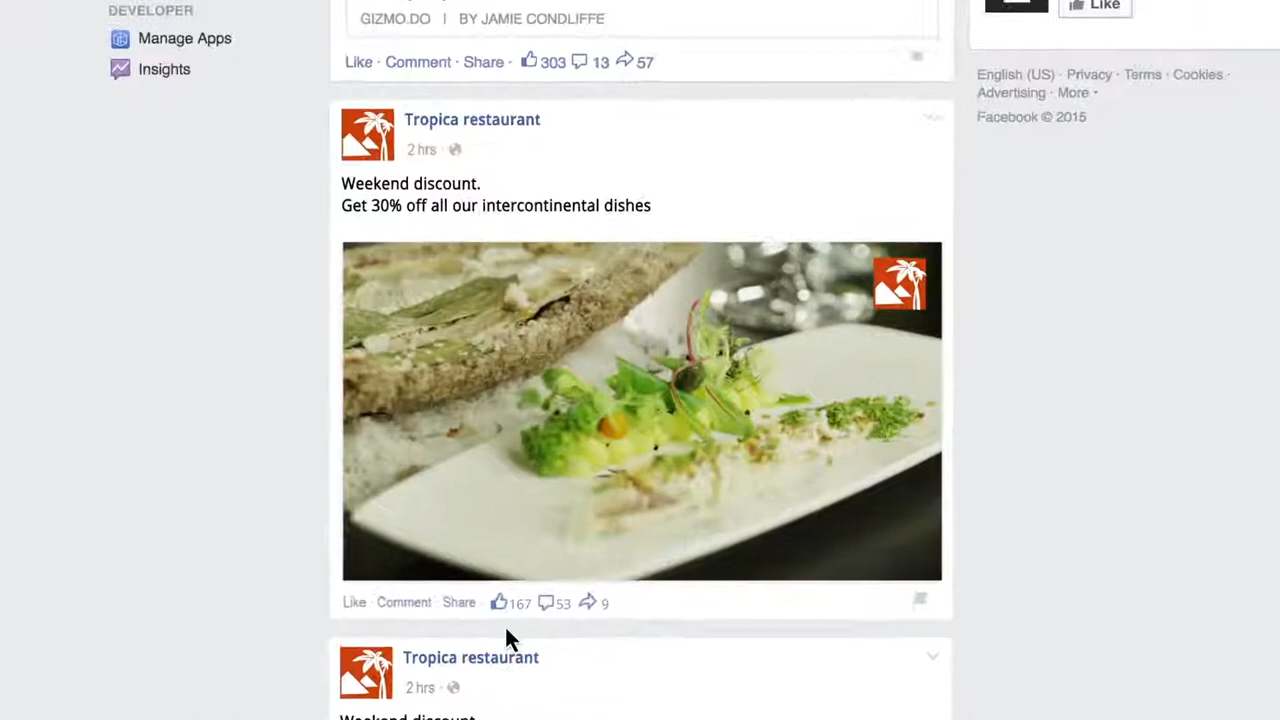 DEVELOPER
Manage Apps
Insights
GIZMO.DO | BY JAMIE CONDLIFFE
Like · Comment · Share · 303 13 57
Tropica restaurant
2 hrs ·
Weekend discount.
Get 30% off all our intercontinental dishes
Like · Comment Share · 167 53 9
Tropica restaurant
2 hrs ·
Weekend discount.
Like
English (US) · Privacy · Terms · Cookies ·
Advertising · More
Facebook © 2015